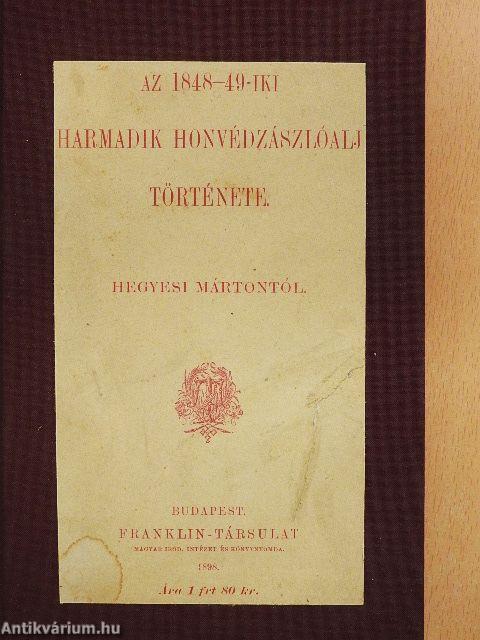 AZ 1848–49-IKI
HARMADIK HONVÉDZÁSZLÓALJ
TÖRTÉNETE.
HEGYESI MÁRTONTÓL.
BUDAPEST.
FRANKLIN-TÁRSULAT
MAGYAR IROD. INTÉZET ÉS KÖNYVNYOMDA.
1898.
Ára 1 frt 80 kr.
Antikvárium.hu